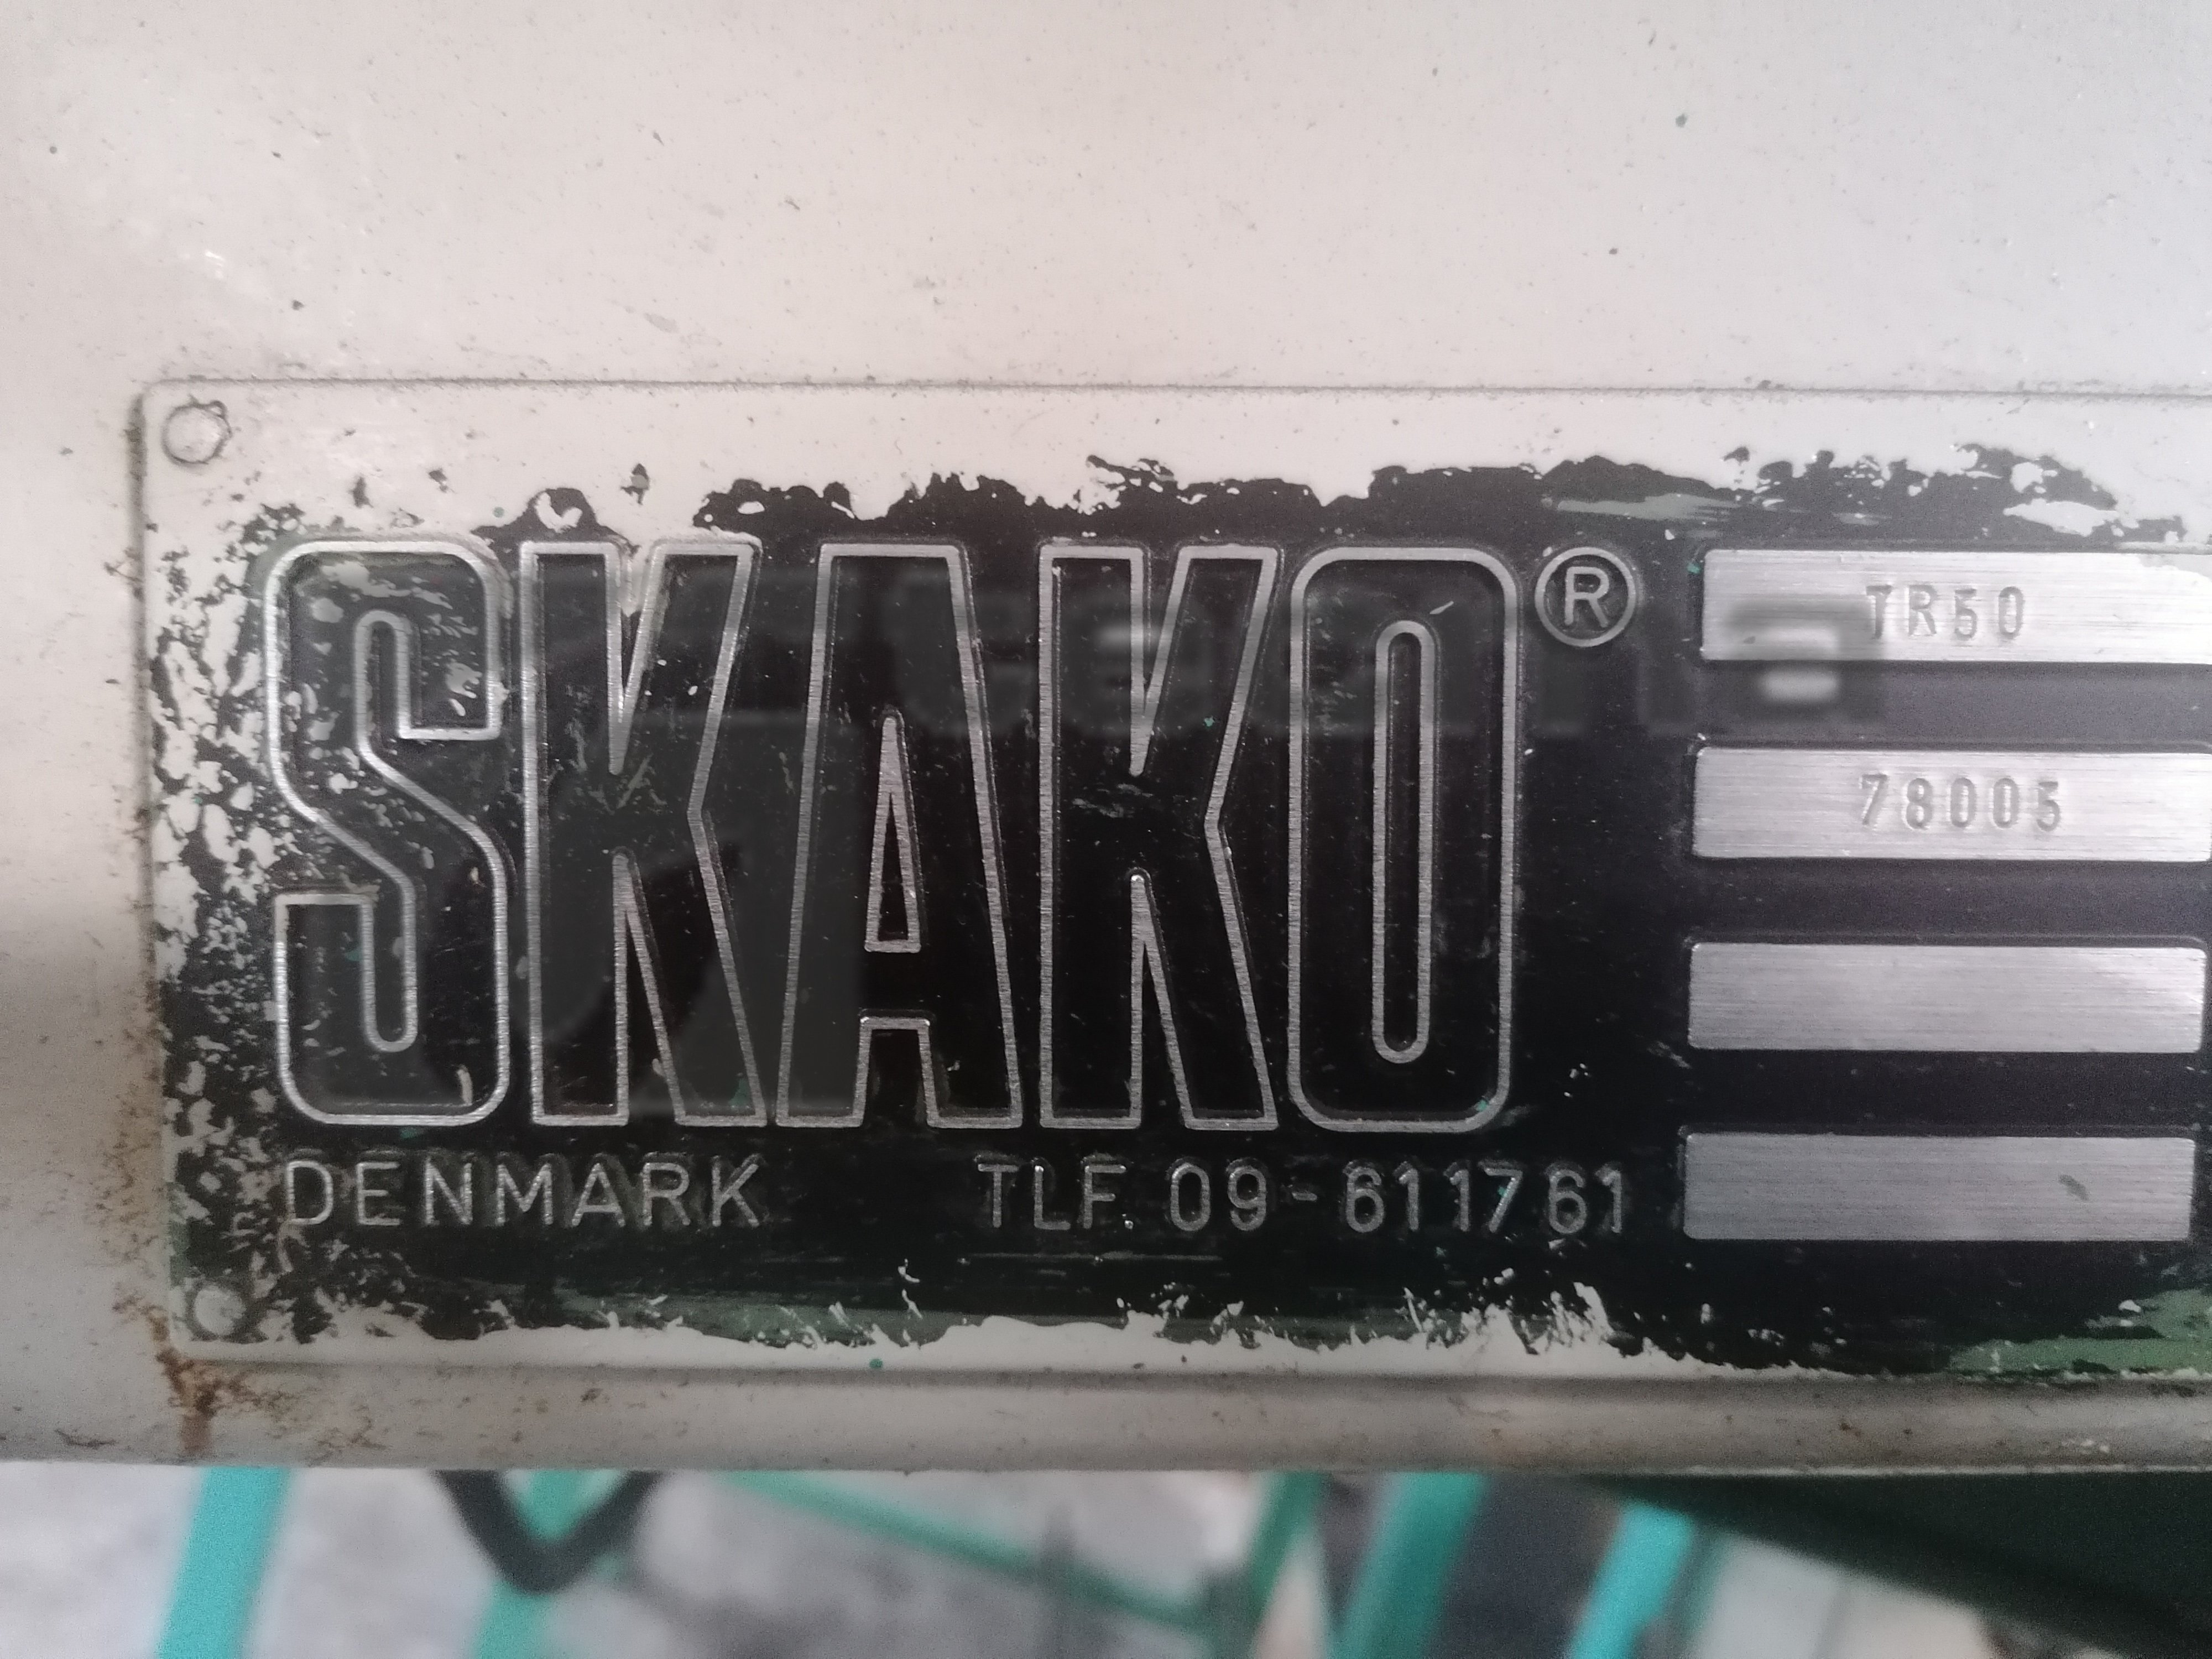 SKAKO®
TR50
78005
DENMARK TLF. 09-611761